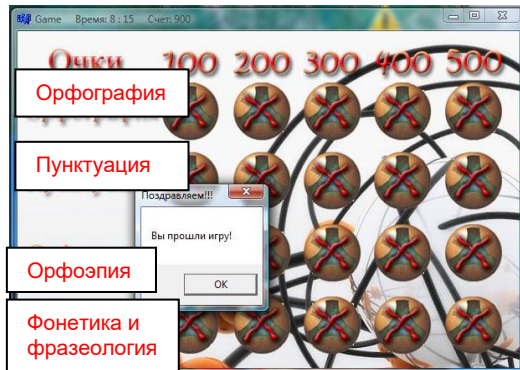 Game Время: 8 : 15 Счет: 900
Очки 100 200 300 400 500
Орфография
Пунктуация
Поздравляем!!!
Вы прошли игру!
OK
Орфоэпия
Фонетика и
фразеология